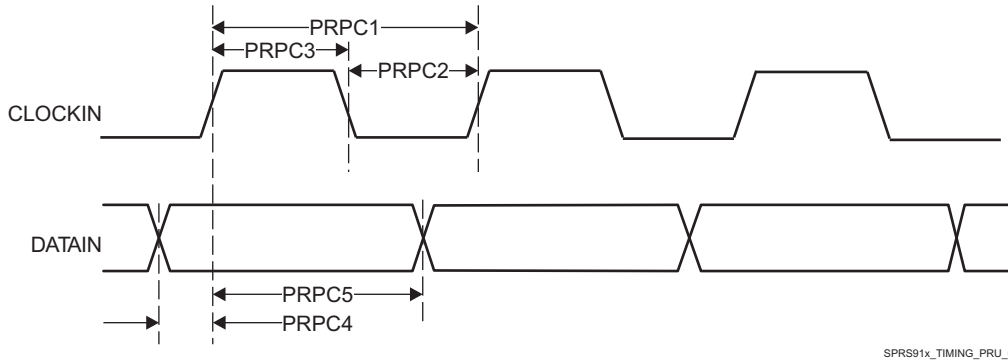 PRPC1
PRPC3
PRPC2
CLOCKIN
DATAIN
PRPC5
PRPC4
SPRS91x_TIMING_PRU_